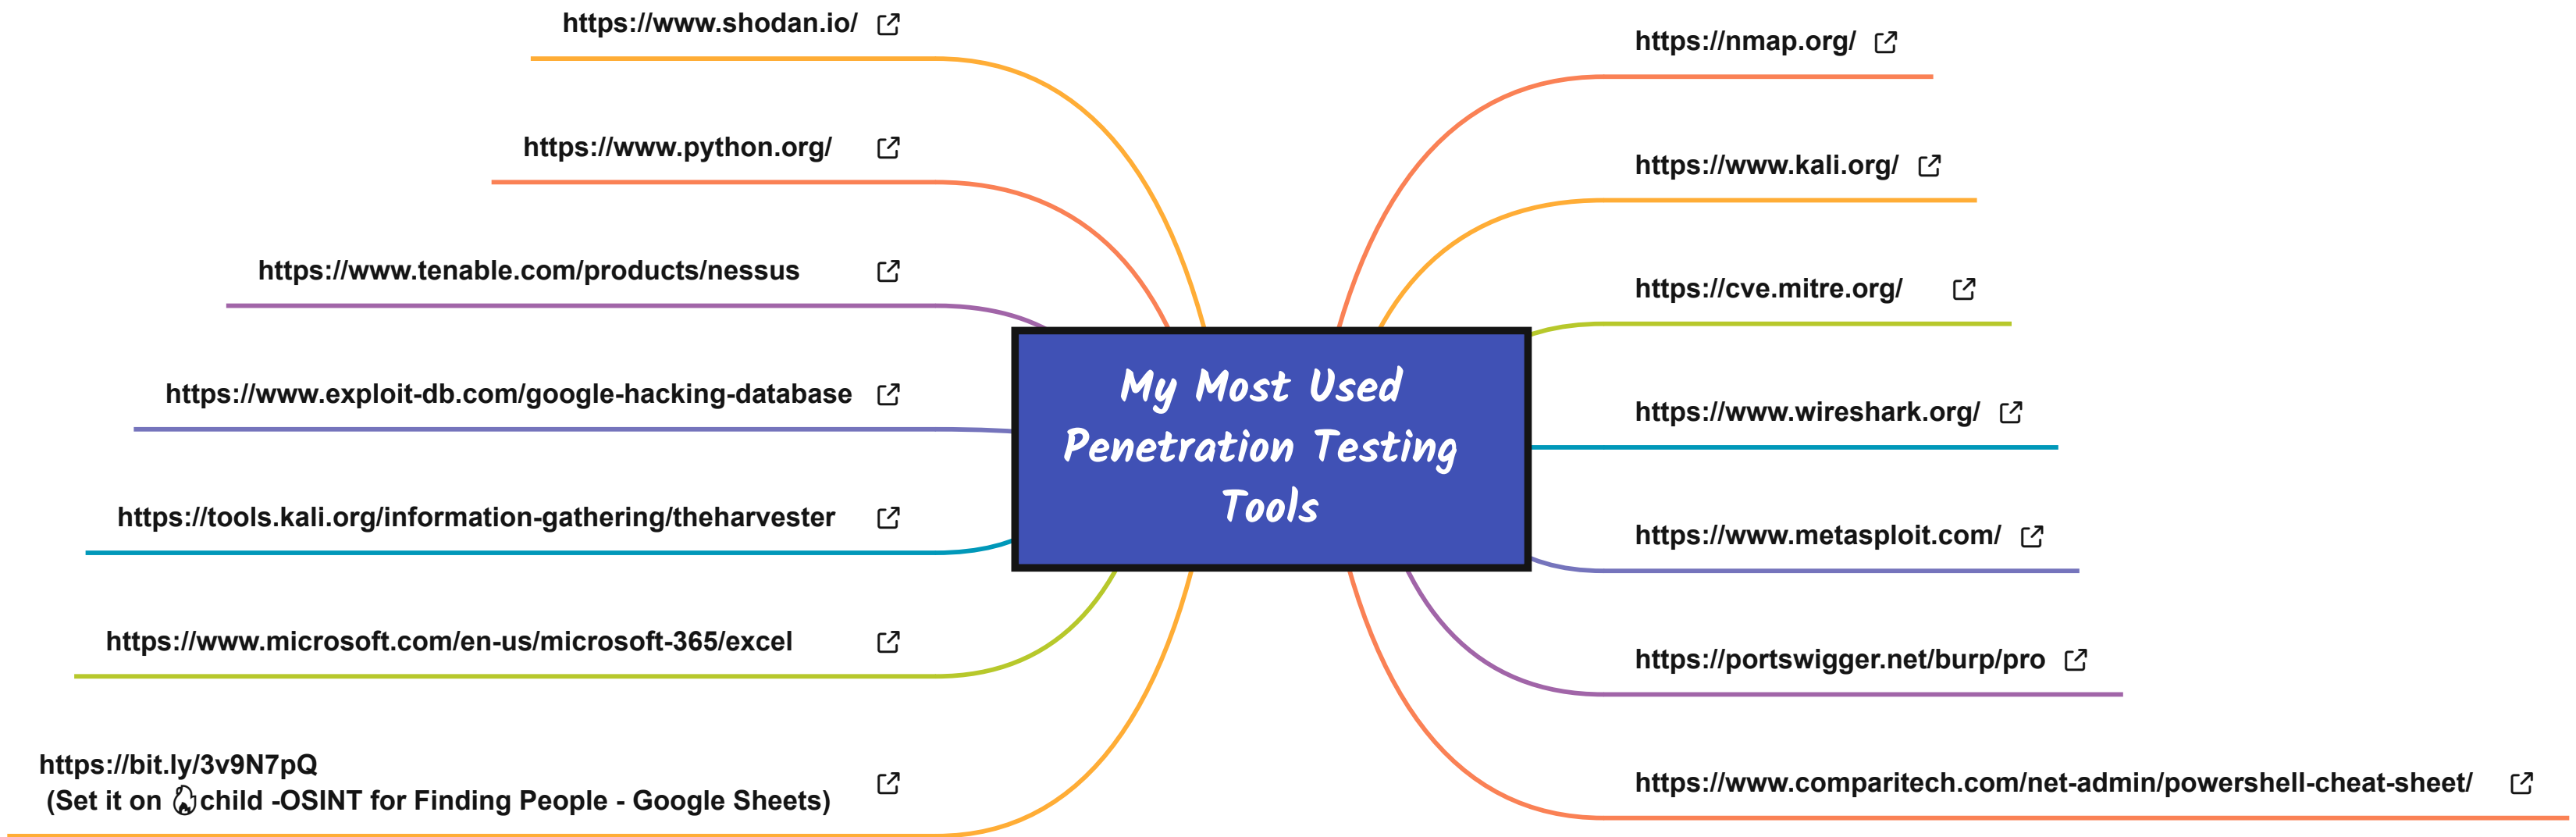 https://www.shodan.io/
https://www.python.org/
https://www.tenable.com/products/nessus
https://www.exploit-db.com/google-hacking-database
https://tools.kali.org/information-gathering/theharvester
https://www.microsoft.com/en-us/microsoft-365/excel
https://bit.ly/3v9N7pQ
(Set it on 🔥child -OSINT for Finding People - Google Sheets)
My Most Used
Penetration Testing
Tools
https://nmap.org/
https://www.kali.org/
https://cve.mitre.org/
https://www.wireshark.org/
https://www.metasploit.com/
https://portswigger.net/burp/pro
https://www.comparitech.com/net-admin/powershell-cheat-sheet/